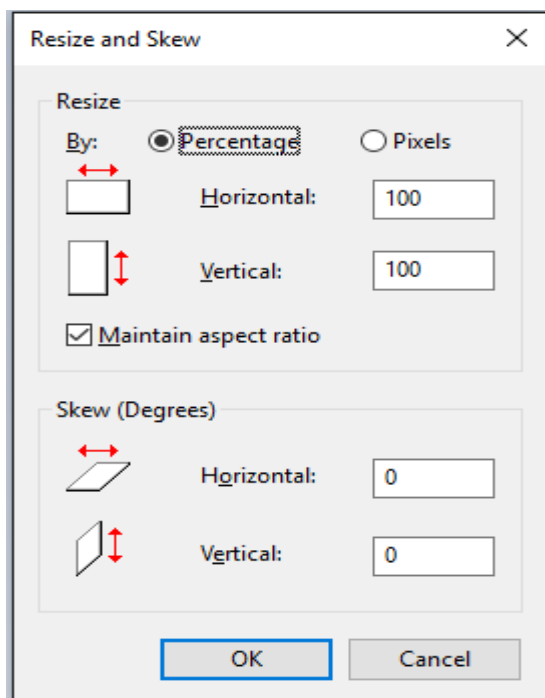 Resize and Skew
Resize
By: Percentage Pixels
Horizontal: 100
Vertical: 100
Maintain aspect ratio
Skew (Degrees)
Horizontal: 0
Vertical: 0
OK Cancel